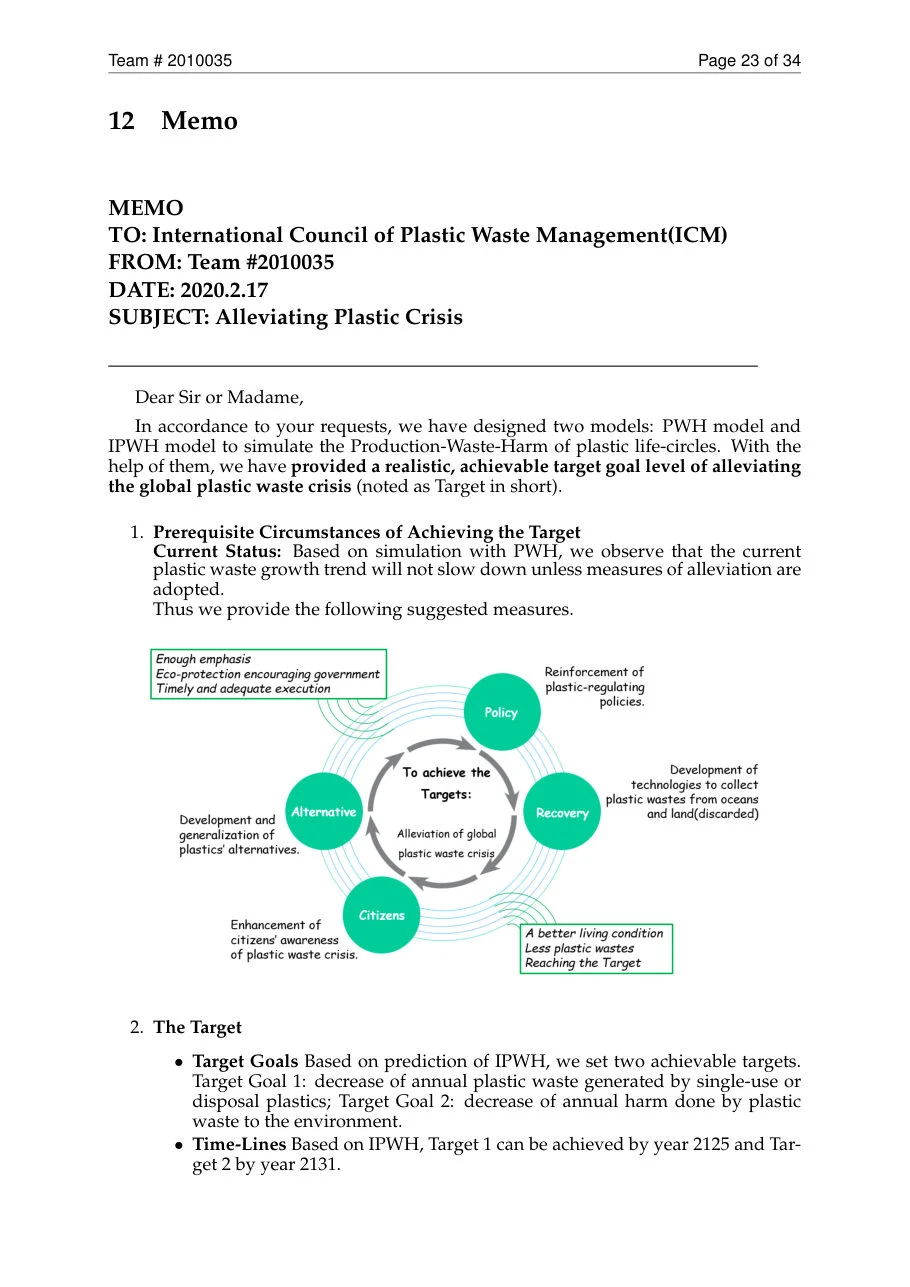 Team # 2010035
Page 23 of 34
12 Memo
MEMO
TO: International Council of Plastic Waste Management(ICM)
FROM: Team #2010035
DATE: 2020.2.17
SUBJECT: Alleviating Plastic Crisis
Dear Sir or Madame,
In accordance to your requests, we have designed two models: PWH model and
IPWH model to simulate the Production-Waste-Harm of plastic life-circles. With the
help of them, we have provided a realistic, achievable target goal level of alleviating
the global plastic waste crisis (noted as Target in short).
1. Prerequisite Circumstances of Achieving the Target
Current Status: Based on simulation with PWH, we observe that the current
plastic waste growth trend will not slow down unless measures of alleviation are
adopted.
Thus we provide the following suggested measures.
Enough emphasis
Eco-protection encouraging government
Timely and adequate execution
Policy
Reinforcement of
plastic-regulating
policies.
Recovery
Development of
technologies to collect
plastic wastes from oceans
and land(discarded)
To achieve the
Targets:
Alleviation of global
plastic waste crisis
Alternative
Development and
generalization of
plastics' alternatives.
Citizens
Enhancement of
citizens' awareness
of plastic waste crisis.
A better living condition
Less plastic wastes
Reaching the Target
2. The Target
• Target Goals Based on prediction of IPWH, we set two achievable targets.
Target Goal 1: decrease of annual plastic waste generated by single-use or
disposal plastics; Target Goal 2: decrease of annual harm done by plastic
waste to the environment.
• Time-Lines Based on IPWH, Target 1 can be achieved by year 2125 and Tar-
get 2 by year 2131.